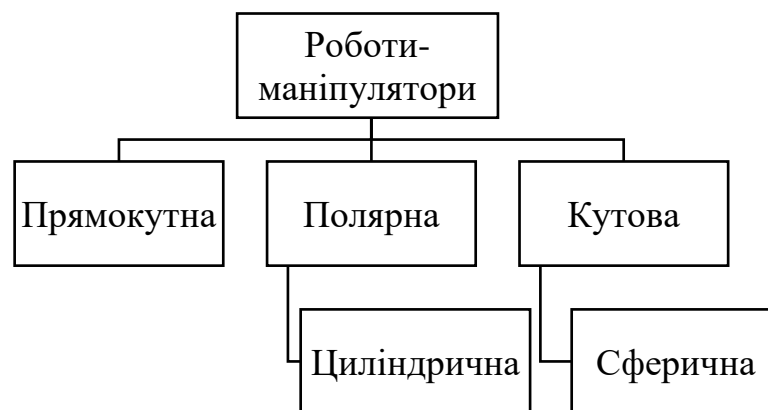 Роботи-
маніпулятори
Прямокутна
Полярна
Кутова
Циліндрична
Сферична